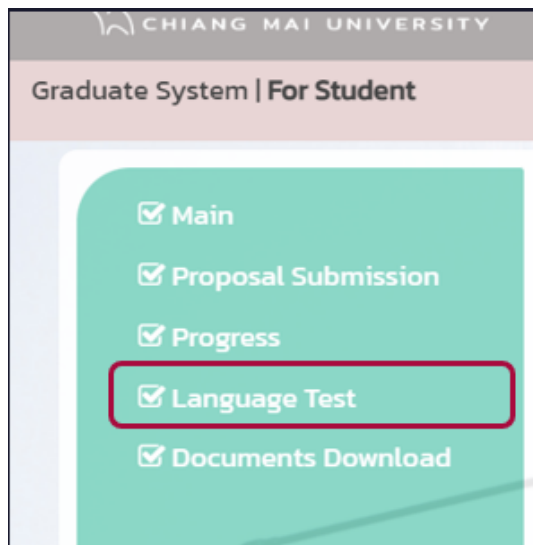 CHIANG MAI UNIVERSITY
Graduate System | For Student
Main
Proposal Submission
Progress
Language Test
Documents Download